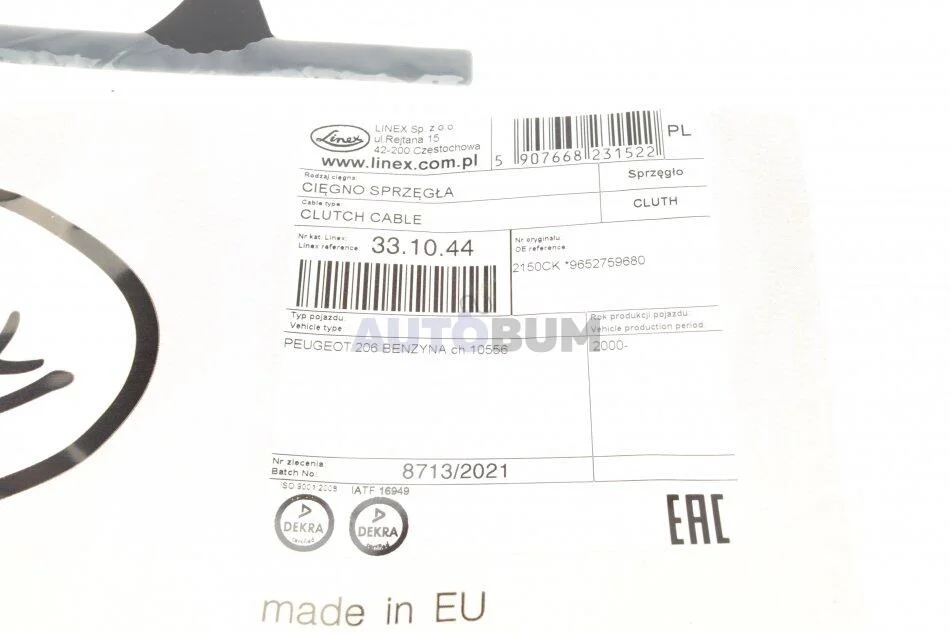 Linex
LINEX Sp. z o.o
ul.Rejtana 15
42-200 Czestochowa
www.linex.com.pl
5 907668 231522
PL
Rodzaj cięgna:
CIĘGNO SPRZĘGŁA
Sprzęgło
Cable type:
CLUTCH CABLE
CLUTH
Nr kat. Linex:
Linex reference:
33.10.44
Nr oryginału
OE reference
2150CK *9652759680
Typ pojazdu:
Vehicle type:
PEUGEOT 206 BENZYNA ch 10556
Rok produkcji pojazdu:
Vehicle production period:
2000-
AUTOBUM
Nr zlecenia:
Batch No.:
8713/2021
ISO 9001:2008
IATF 16949
DEKRA
certified
DEKRA
certified
EAC
made in EU